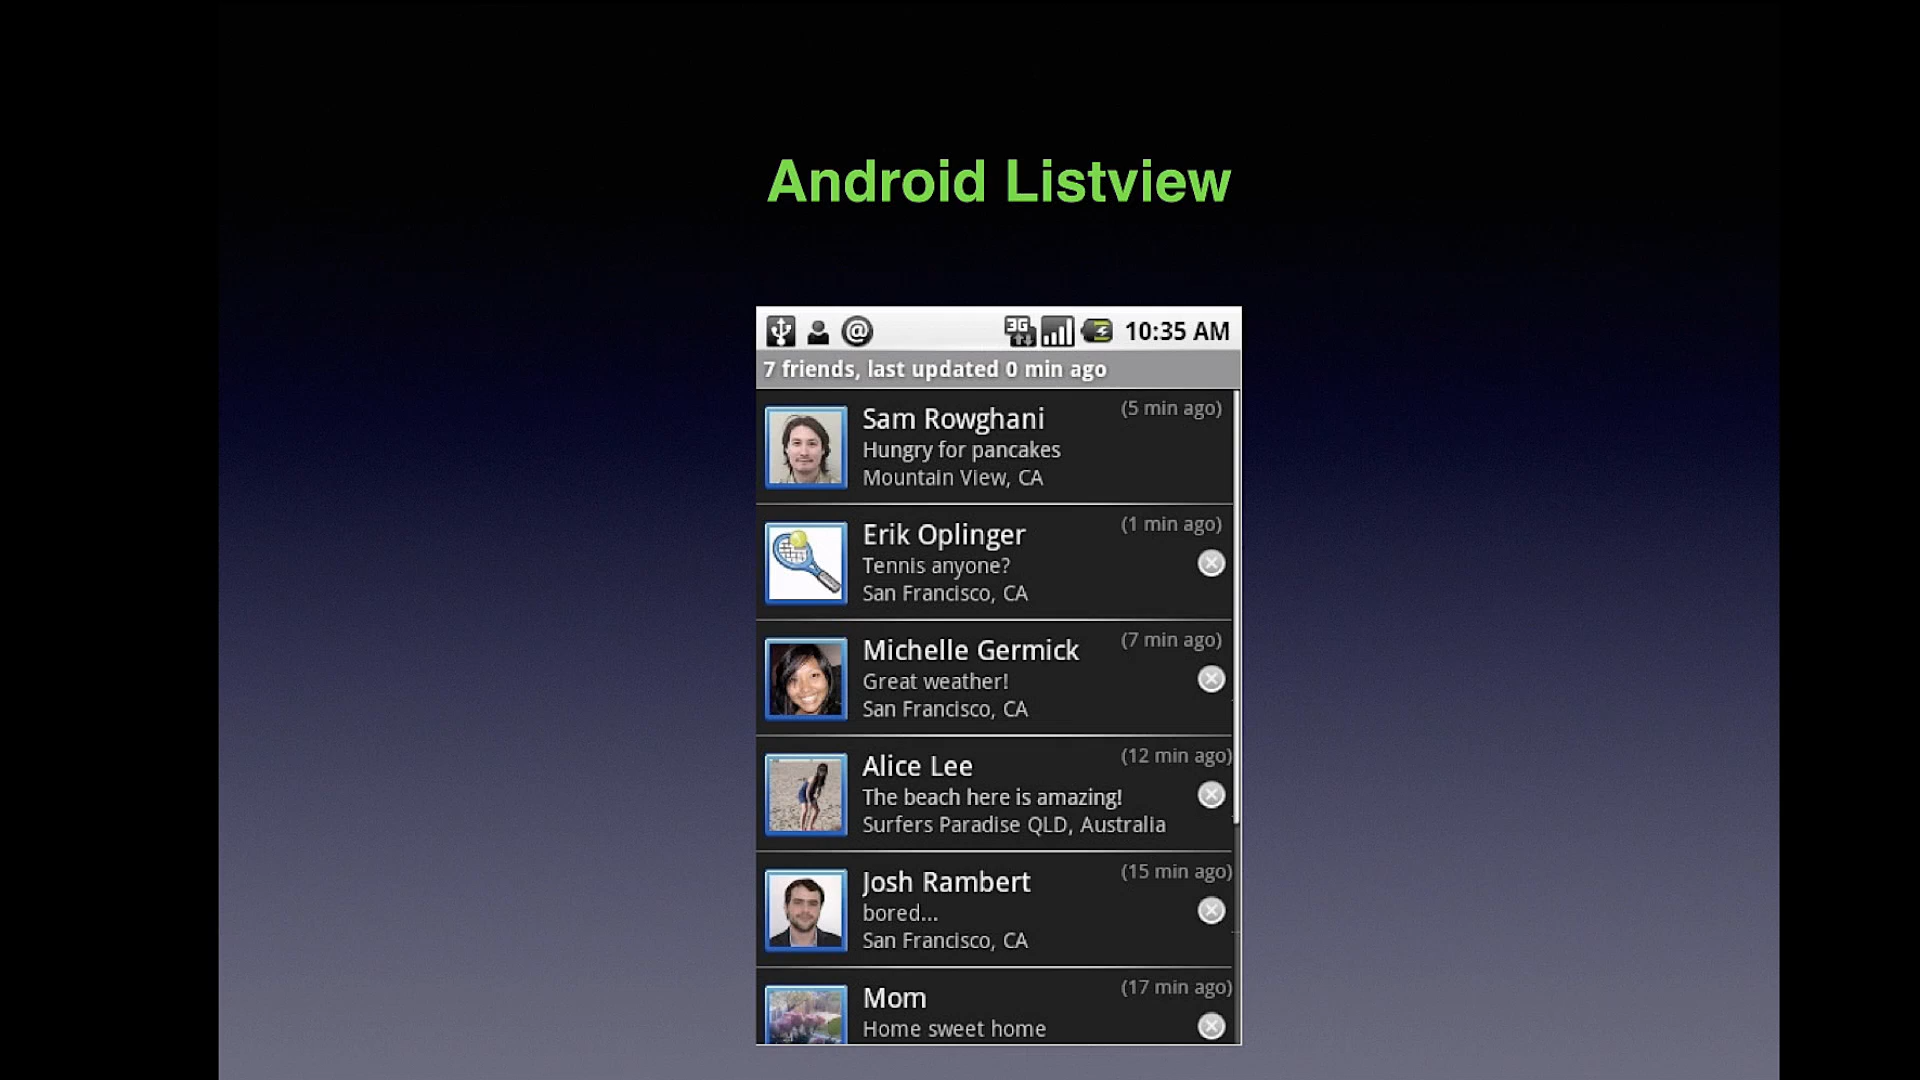 Android Listview
3G 10:35 AM
7 friends, last updated 0 min ago
Sam Rowghani (5 min ago)
Hungry for pancakes
Mountain View, CA
Erik Oplinger (1 min ago)
Tennis anyone?
San Francisco, CA
Michelle Germick (7 min ago)
Great weather!
San Francisco, CA
Alice Lee (12 min ago)
The beach here is amazing!
Surfers Paradise QLD, Australia
Josh Rambert (15 min ago)
bored...
San Francisco, CA
Mom (17 min ago)
Home sweet home